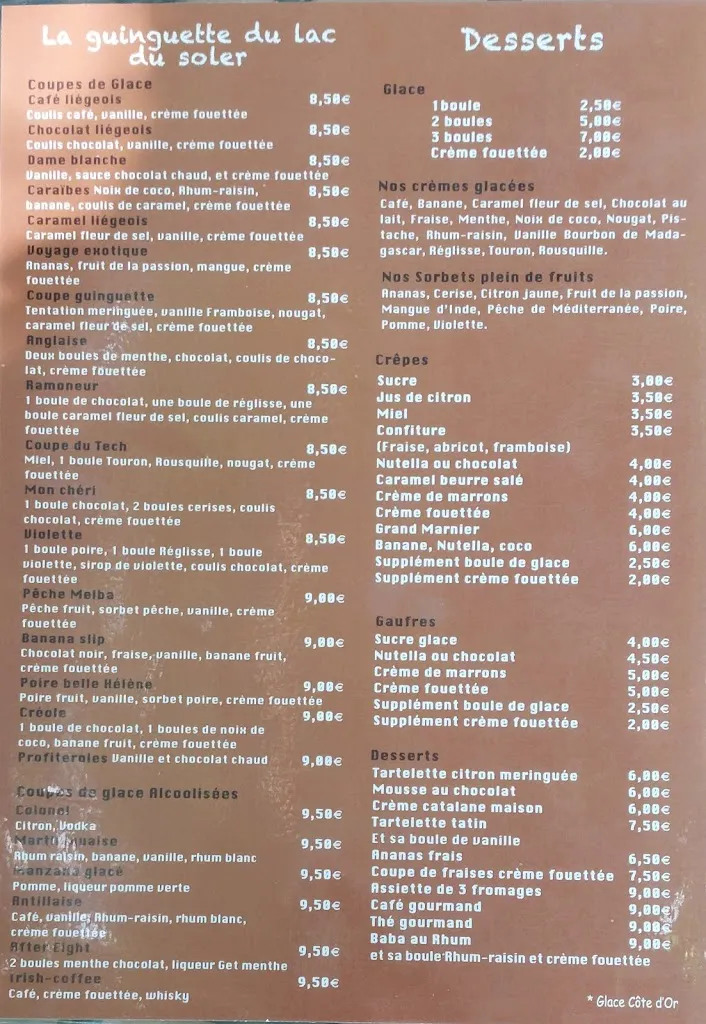 La guinguette du lac
du soler
Coupes de Glace
Café liégeois 8,50€
Coulis café, vanille, crème fouettée
Chocolat liégeois 8,50€
Coulis chocolat, vanille, crème fouettée
Dame blanche 8,50€
Vanille, sauce chocolat chaud, et crème fouettée
Caraïbes Noix de coco, Rhum-raisin, 8,50€
banane, coulis de caramel, crème fouettée
Caramel liégeois 8,50€
Caramel fleur de sel, vanille, crème fouettée
Voyage exotique 8,50€
Ananas, fruit de la passion, mangue, crème
fouettée
Coupe guinguette 8,50€
Tentation meringuée, vanille Framboise, nougat,
caramel fleur de sel, crème fouettée
Anglaise 8,50€
Deux boules de menthe, chocolat, coulis de choco-
lat, crème fouettée
Ramoneur 8,50€
1 boule de chocolat, une boule de réglisse, une
boule caramel fleur de sel, coulis caramel, crème
fouettée
Coupe du Tech 8,50€
Miel, 1 boule Touron, Rousquille, nougat, crème
fouettée
Mon chéri 8,50€
1 boule chocolat, 2 boules cerises, coulis
chocolat, crème fouettée
Violette 8,50€
1 boule poire, 1 boule Réglisse, 1 boule
violette, sirop de violette, coulis chocolat, crème
fouettée
Pêche Melba 9,00€
Pêche fruit, sorbet pêche, vanille, crème
fouettée
Banana slip 9,00€
Chocolat noir, fraise, vanille, banane fruit,
crème fouettée
Poire belle Hélène 9,00€
Poire fruit, vanille, sorbet poire, crème fouettée
Créole 9,00€
1 boule de chocolat, 1 boules de noix de
coco, banane fruit, crème fouettée
Profiteroles Vanille et chocolat chaud 9,00€
Coupes de glace Alcoolisées
Colonel 9,50€
Citron, Vodka
Martiniquaise 9,50€
Rhum raisin, banane, vanille, rhum blanc
Manzana glacé 9,50€
Pomme, liqueur pomme verte
Antillaise 9,50€
Café, vanille, Rhum-raisin, rhum blanc,
crème fouettée
After Eight 9,50€
2 boules menthe chocolat, liqueur Get menthe
Irish-coffee 9,50€
Café, crème fouettée, whisky
Desserts
Glace
1boule 2,50€
2 boules 5,00€
3 boules 7,00€
Crème fouettée 2,00€
Nos crèmes glacées
Café, Banane, Caramel fleur de sel, Chocolat au
lait, Fraise, Menthe, Noix de coco, Nougat, Pis-
tache, Rhum-raisin, Vanille Bourbon de Mada-
gascar, Réglisse, Touron, Rousquille.
Nos Sorbets plein de fruits
Ananas, Cerise, Citron jaune, Fruit de la passion,
Mangue d'Inde, Pêche de Méditerranée, Poire,
Pomme, Violette.
Crêpes
Sucre 3,00€
Jus de citron 3,50€
Miel 3,50€
Confiture 3,50€
(Fraise, abricot, framboise)
Nutella ou chocolat 4,00€
Caramel beurre salé 4,00€
Crème de marrons 4,00€
Crème fouettée 4,00€
Grand Marnier 6,00€
Banane, Nutella, coco 6,00€
Supplément boule de glace 2,50€
Supplément crème fouettée 2,00€
Gaufres
Sucre glace 4,00€
Nutella ou chocolat 4,50€
Crème de marrons 5,00€
Crème fouettée 5,00€
Supplément boule de glace 2,50€
Supplément crème fouettée 2,00€
Desserts
Tartelette citron meringuée 6,00€
Mousse au chocolat 6,00€
Crème catalane maison 6,00€
Tartelette tatin 7,50€
Et sa boule de vanille
Ananas frais 6,50€
Coupe de fraises crème fouettée 7,50€
Assiette de 3 fromages 9,00€
Café gourmand 9,00€
Thé gourmand 9,00€
Baba au Rhum 9,00€
et sa boule Rhum-raisin et crème fouettée
* Glace Côte d'Or